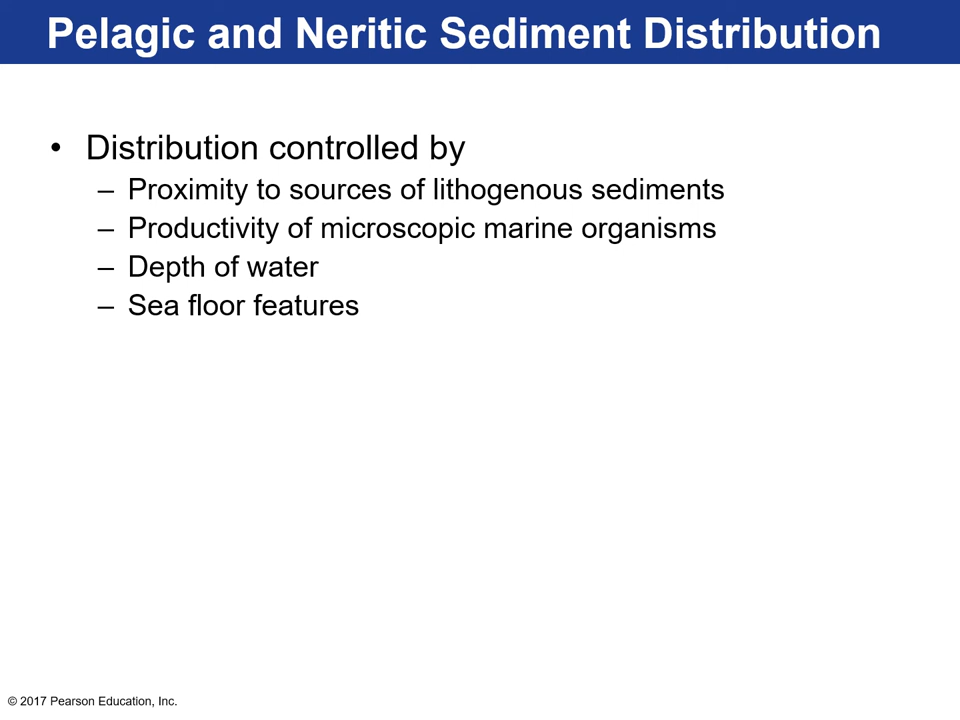 Pelagic and Neritic Sediment Distribution
• Distribution controlled by
– Proximity to sources of lithogenous sediments
– Productivity of microscopic marine organisms
– Depth of water
– Sea floor features
© 2017 Pearson Education, Inc.